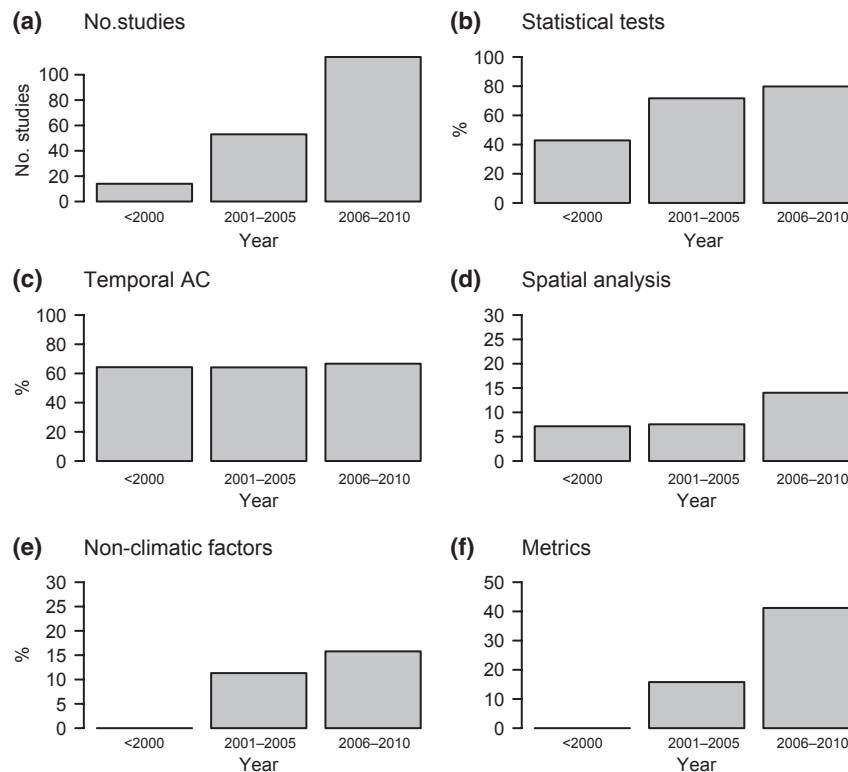 (a) No.studies
No. studies
100
80
60
40
20
0
<2000 2001–2005 2006–2010
Year
(b) Statistical tests
%
100
80
60
40
20
0
<2000 2001–2005 2006–2010
Year
(c) Temporal AC
%
100
80
60
40
20
0
<2000 2001–2005 2006–2010
Year
(d) Spatial analysis
30
25
20
15
10
5
0
<2000 2001–2005 2006–2010
Year
(e) Non-climatic factors
%
30
25
20
15
10
5
0
<2000 2001–2005 2006–2010
Year
(f) Metrics
50
40
30
20
10
0
<2000 2001–2005 2006–2010
Year